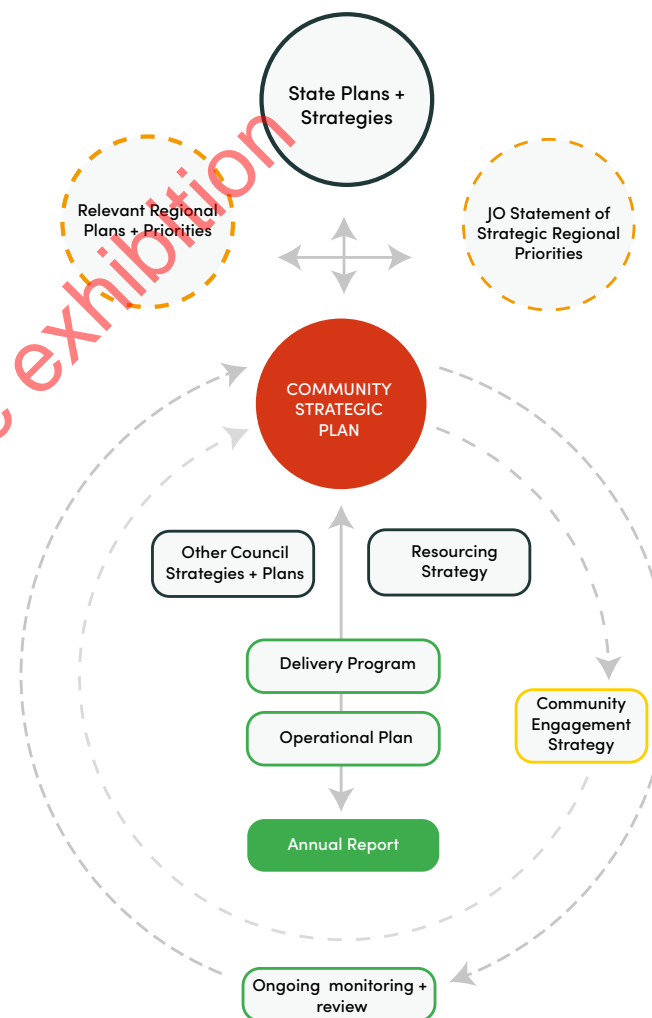 State Plans +
Strategies
Relevant Regional
Plans + Priorities
JO Statement of
Strategic Regional
Priorities
exhibition
COMMUNITY
STRATEGIC
PLAN
Other Council
Strategies + Plans
Resourcing
Strategy
Delivery Program
Operational Plan
Community
Engagement
Strategy
Annual Report
Ongoing monitoring +
review